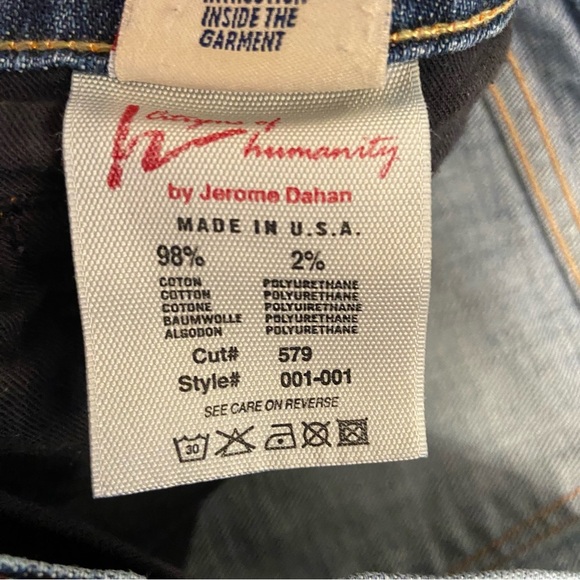 INSIDE THE
GARMENT
Citizens of
humanity
by Jerome Dahan
MADE IN U.S.A.
98% 2%
COTON POLYURETHANE
COTTON POLYURETHANE
COTONE POLYURETHANE
BAUMWOLLE POLYURETHANE
ALGODON POLYURETHANE
Cut# 579
Style# 001-001
SEE CARE ON REVERSE
30